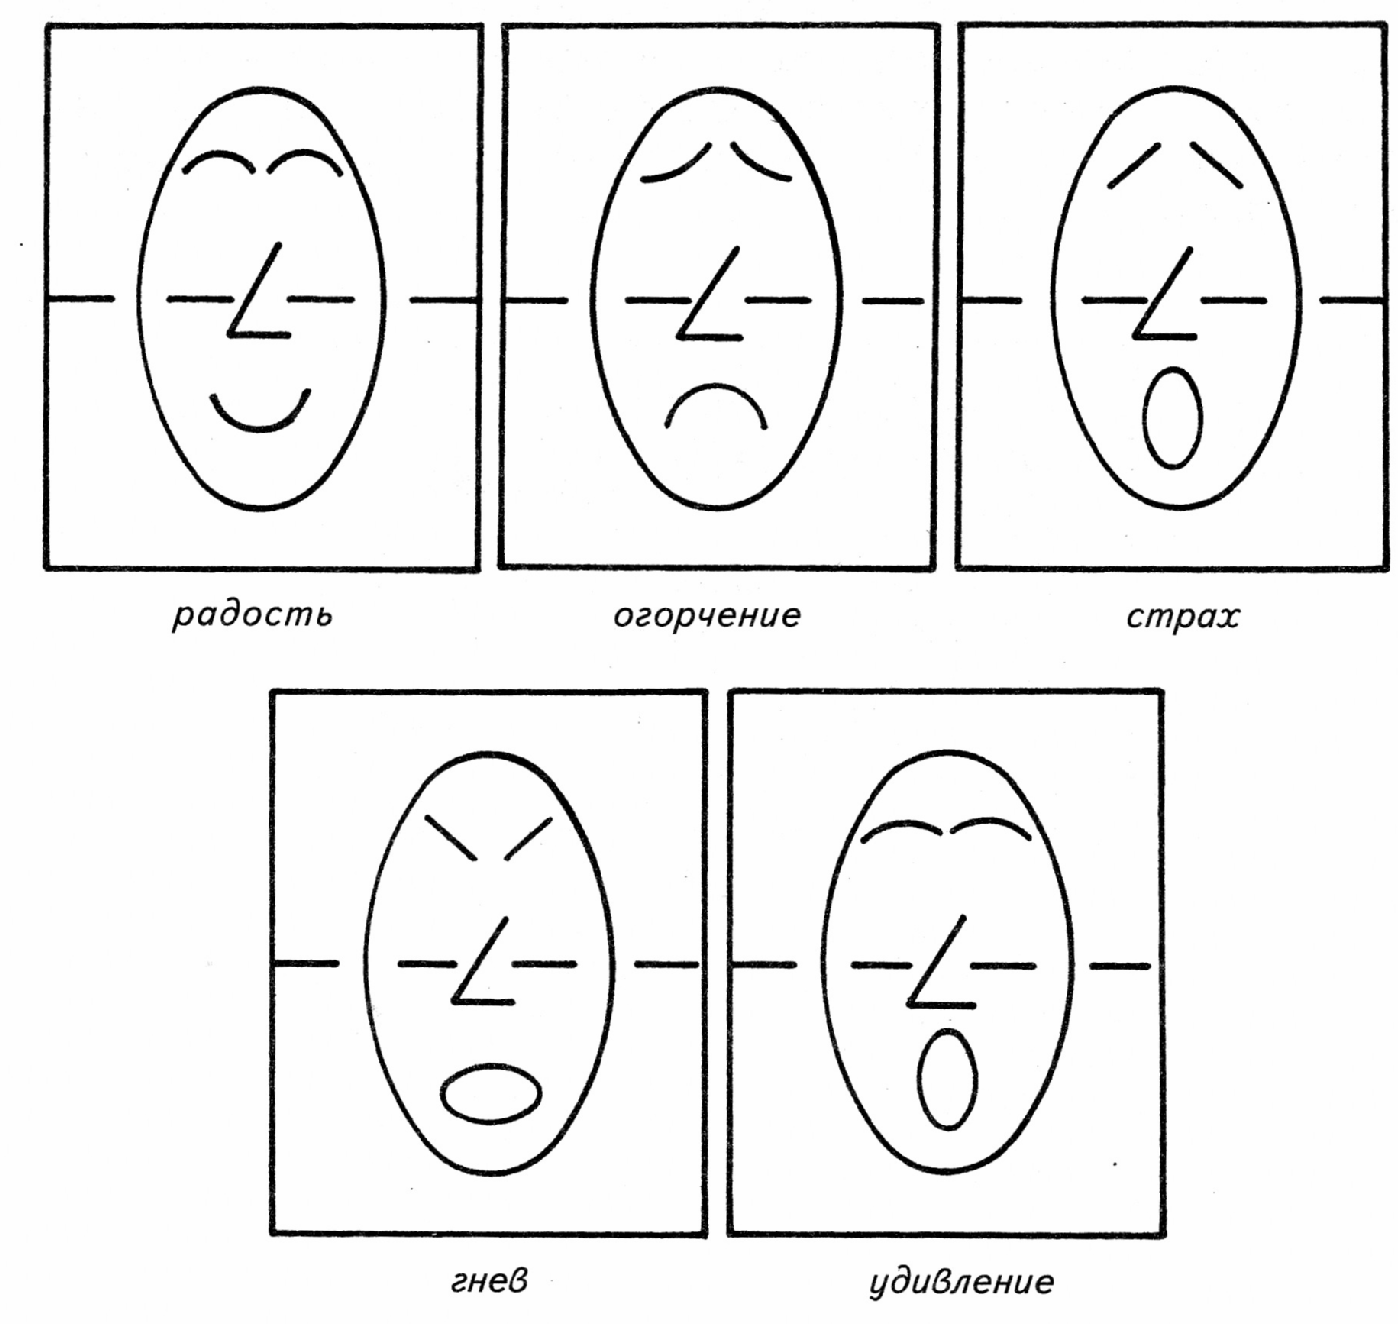 радость
огорчение
страх
гнев
удивление